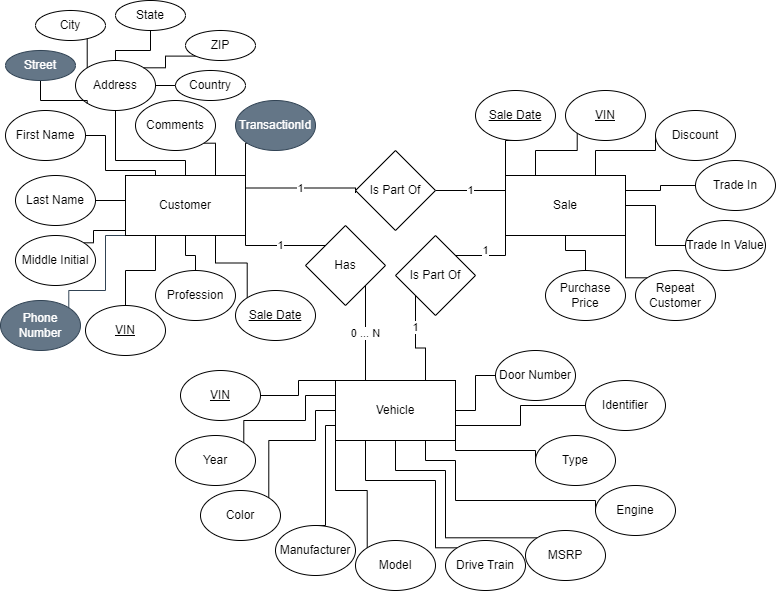 State
City
ZIP
Street
Address
Country
Comments
TransactionId
Sale Date
VIN
First Name
Discount
Is Part Of
1
1
Trade In
Last Name
Customer
Sale
1
1
Trade In Value
Middle Initial
Has
Is Part Of
Profession
Purchase
Price
Repeat
Customer
Phone
Number
VIN
Sale Date
0 ... N
1
Door Number
VIN
Vehicle
Identifier
Year
Type
Color
Engine
Manufacturer
Model
Drive Train
MSRP